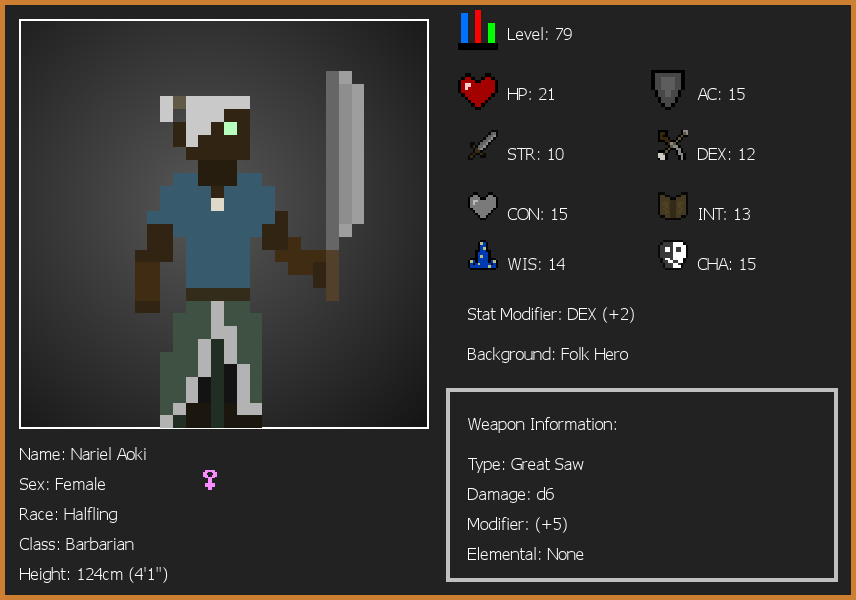 Level: 79
HP: 21
AC: 15
STR: 10
DEX: 12
CON: 15
INT: 13
WIS: 14
CHA: 15
Stat Modifier: DEX (+2)
Background: Folk Hero
Weapon Information:
Type: Great Saw
Damage: d6
Modifier: (+5)
Elemental: None
Name: Nariel Aoki
Sex: Female
Race: Halfling
Class: Barbarian
Height: 124cm (4'1")